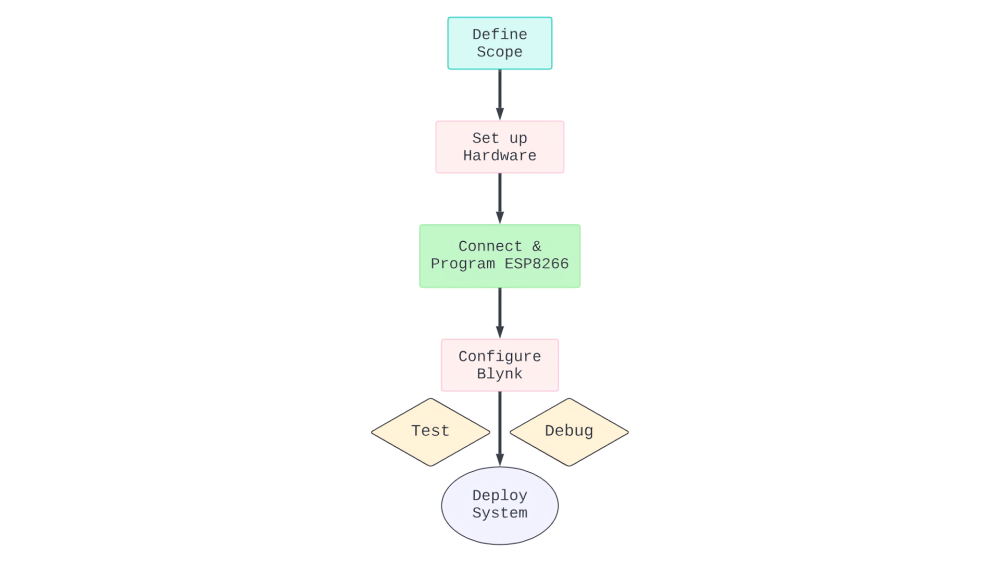 Define
Scope
Set up
Hardware
Connect &
Program ESP8266
Configure
Blynk
Test
Debug
Deploy
System